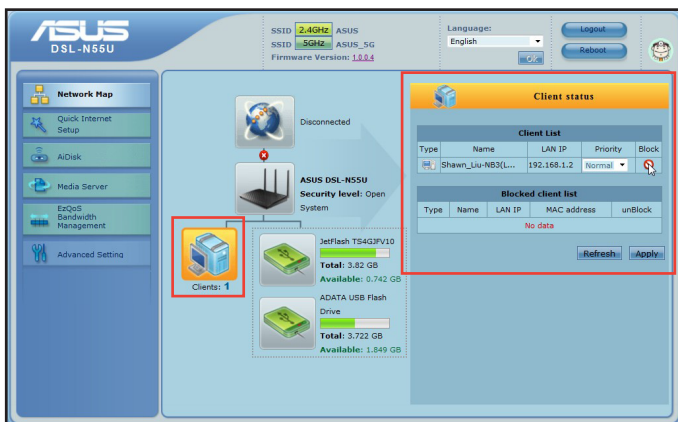 ASUS
DSL-N55U
SSID 2.4GHz ASUS
SSID 5GHz ASUS_5G
Firmware Version: 1.0.0.4
Language:
English
OK
Logout
Reboot
Network Map
Quick Internet
Setup
AiDisk
Media Server
EzQoS
Bandwidth
Management
Advanced Setting
Disconnected
ASUS DSL-N55U
Security level: Open
System
Clients: 1
JetFlash TS4GJFV10
Total: 3.82 GB
Available: 0.742 GB
ADATA USB Flash
Drive
Total: 3.722 GB
Available: 1.849 GB
Client status
Client List
Type Name LAN IP Priority Block
Shawn_Liu-NB3(L... 192.168.1.2 Normal
Blocked client list
Type Name LAN IP MAC address unBlock
No data
Refresh Apply